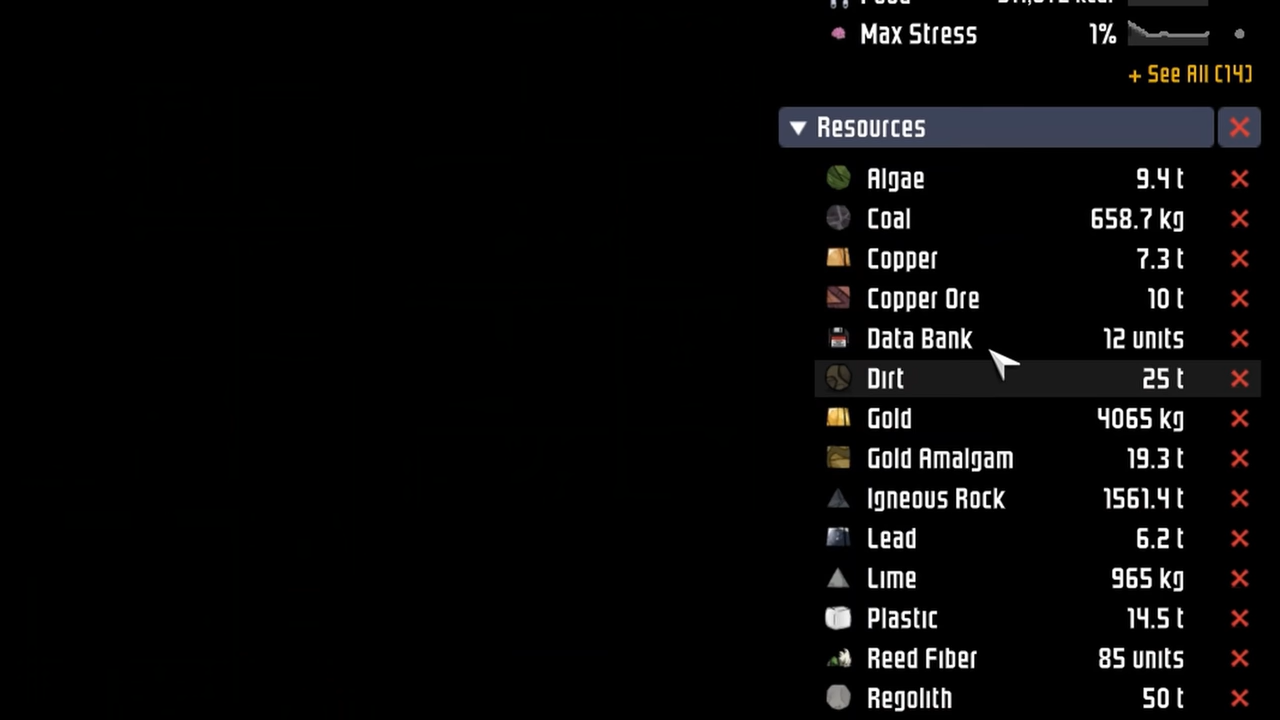 Max Stress 1%
+ See All (14)
Resources
Algae 9.4 t
Coal 658.7 kg
Copper 7.3 t
Copper Ore 10 t
Data Bank 12 units
Dirt 25 t
Gold 4065 kg
Gold Amalgam 19.3 t
Igneous Rock 1561.4 t
Lead 6.2 t
Lime 965 kg
Plastic 14.5 t
Reed Fiber 85 units
Regolith 50 t